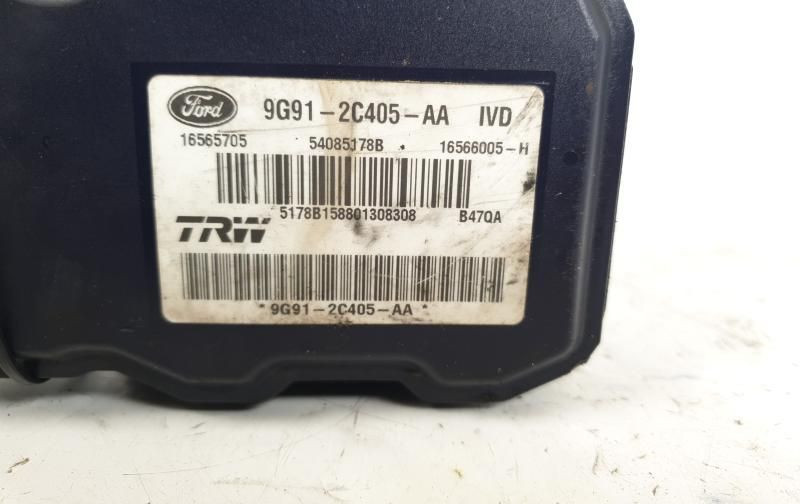 Ford 9G91-2C405-AA IVD
16565705 54085178B 16566005-H
5178B158801308308 B47QA
TRW
*9G91-2C405-AA*